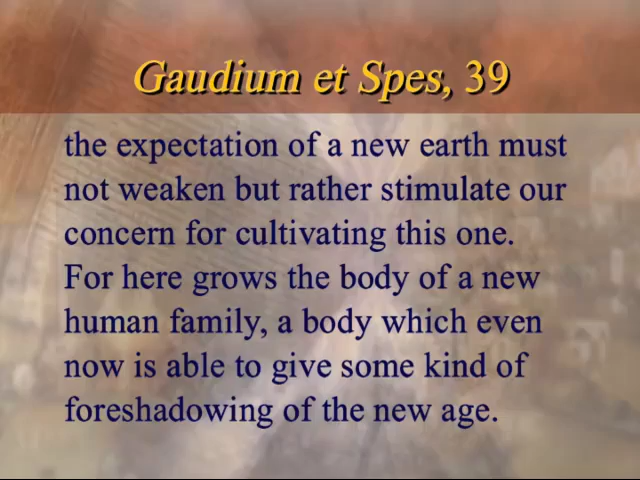 Gaudium et Spes, 39
the expectation of a new earth must
not weaken but rather stimulate our
concern for cultivating this one.
For here grows the body of a new
human family, a body which even
now is able to give some kind of
foreshadowing of the new age.